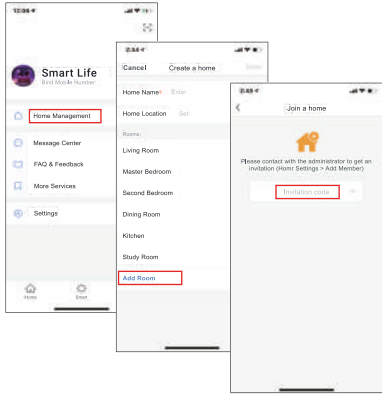 Smart Life
Bind Mobile Number
Home Management
Message Center
FAQ & Feedback
More Services
Settings
Home
Smart
Cancel
Create a home
Home Name*
Enter
Home Location
Set
Rooms:
Living Room
Master Bedroom
Second Bedroom
Dining Room
Kitchen
Study Room
Add Room
Join a home
Please contact with the administrator to get an
invitation (Homr Settings > Add Member)
Invitation code